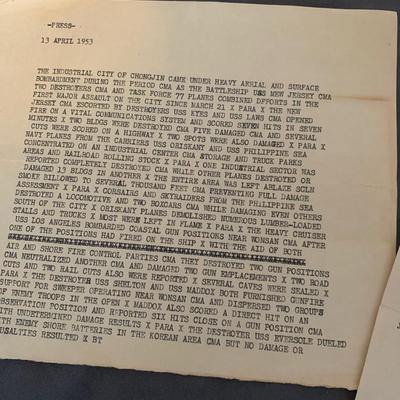 -PRESS-
13 APRIL 1953
THE INDUSTRIAL CITY OF CHONGJIN CAME UNDER HEAVY AERIAL AND SURFACE
BOMBARDMENT DURING THE PERIOD CMA AS THE BATTLESHIP USS NEW JERSEY CMA
TWO DESTROYERS CMA AND TASK FORCE 77 PLANES COMBINED DFFORTS IN THE
FIRST MAJOR ASSAULT ON THE CITY SINCE MARCH 21 X PARA X THE NEW
JERSEY CMA ESCORTED BY DESTROYERS USS EYES AND USS LAWS CMA OPENED
FIRE ON A VITAL COMMUNICATIONS SYSTEM AND SCORED SEVEN HITS IN SEVEN
MINUTES X TWO BLDGS WERE DESTROYED CMA FIVE DAMAGED CMA AND SEVERAL
CUTS WERE SCORED ON A HIGHWAY X TWO SPOTS WERE ALSO DAMAGED X PARA X
NAVY PLANES FROM THE CARRIERS USS ORISKANY AND USS PHILIPPINE SEA
CONCENTRATED ON AN INDUSTRIAL CENTER CMA STORAGE AND TRUCK PARKS
AREAS AND RAILROAD ROLLING STOCK X PARA X ONE INDUSTRIAL SECTOR WAS
REPORTED COMPLETELY DESTROYED CMA WHILE OTHER PLANES DESTROYED OR
DAMAGED 13 BLDGS IN ANOTHER X THE ENTIRE AREA WAS LEFT ABLAZE SCLN
SMOKE BILLOWED TO SEVERAL THOUSAND FEET CMA PREVENTING FULL DAMAGE
ASSESSMENT X PARA X CORSAIRS AND SKYRAIDERS FROM THE PHILIPPINE SEA
DESTROYED A LOCOMOTIVE AND TWO BOXCARS CMA WHILE DAMAGING EVEN OTHERS
SOUTH OF THE CITY X ORISKANY PLANES DEMOLISHED NUMEROUS LUMBER-LOADED
STALLS AND TRUCKS X MOST WERE LEFT IN FLAME X PARA X THE HEAVY CRUISER
USS LOS ANGELES BOMBARDED COASTAL GUN POSITIONS NEAR WONSAN CMA AFTER
ONE OF THE POSITIONS HAD FIRED ON THE SHIP X WITH THE AID OF BOTH
AIR AND SHORE FIRE CONTROL PARTIES CMA THEY DESTROYED TWO GUN POSITIONS
CMA NEUTRALIZED ANOTHER CMA AND DAMAGED TWO GUN EMPLACEMENTS X TWO ROAD
CUTS AND TWO RAIL CUTS ALSO WERE REPORTED X SEVERAL CAVES WERE SEALED X
PARA X THE DESTROYER USS SHELTON AND USS MADDOX BOTH FURNISHED GUNFIRE
SUPPORT FOR SWEEPER OPERATING NEAR WONSAN CMA AND DISPERSED TWO GROUPS
OF ENEMY TROOPS IN THE OPEN X MADDOX ALSO SCORED A DIRECT HIT ON AN
OBSERVATION POSITION AND REPORTED SIX HITS CLOSE ON A GUN POSITION CMA
WITH UNDETERMINED DAMAGE RESULTS X PARA X THE DESTROYER USS EVERSOLE DUELED
WITH ENEMY SHORE BATTERIES IN THE KOREAN AREA CMA BUT NO DAMAGE OR
CASUALTIES RESULTED X BT